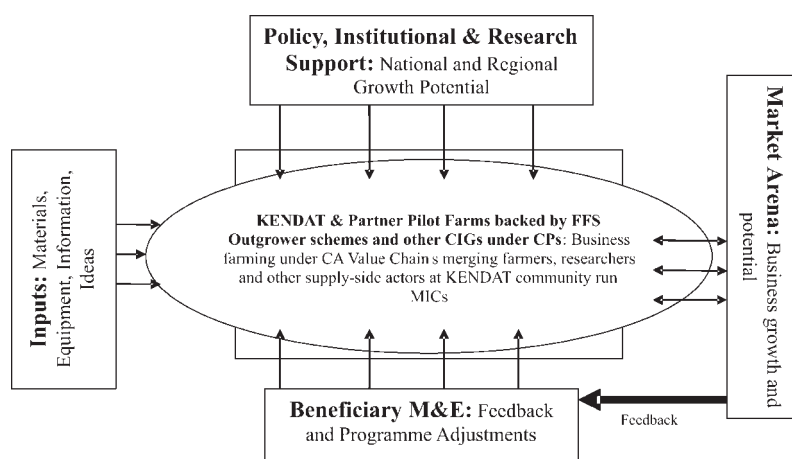 Policy, Institutional & Research
Support: National and Regional
Growth Potential
Inputs: Materials,
Equipment, Information,
Ideas
KENDAT & Partner Pilot Farms backed by FFS
Outgrower schemes and other CIGs under CPs: Business
farming under CA Value Chain s merging farmers, researchers
and other supply-side actors at KENDAT community run
MICs
Market Arena: Business growth and
potential
Beneficiary M&E: Feedback
and Programme Adjustments
Feedback